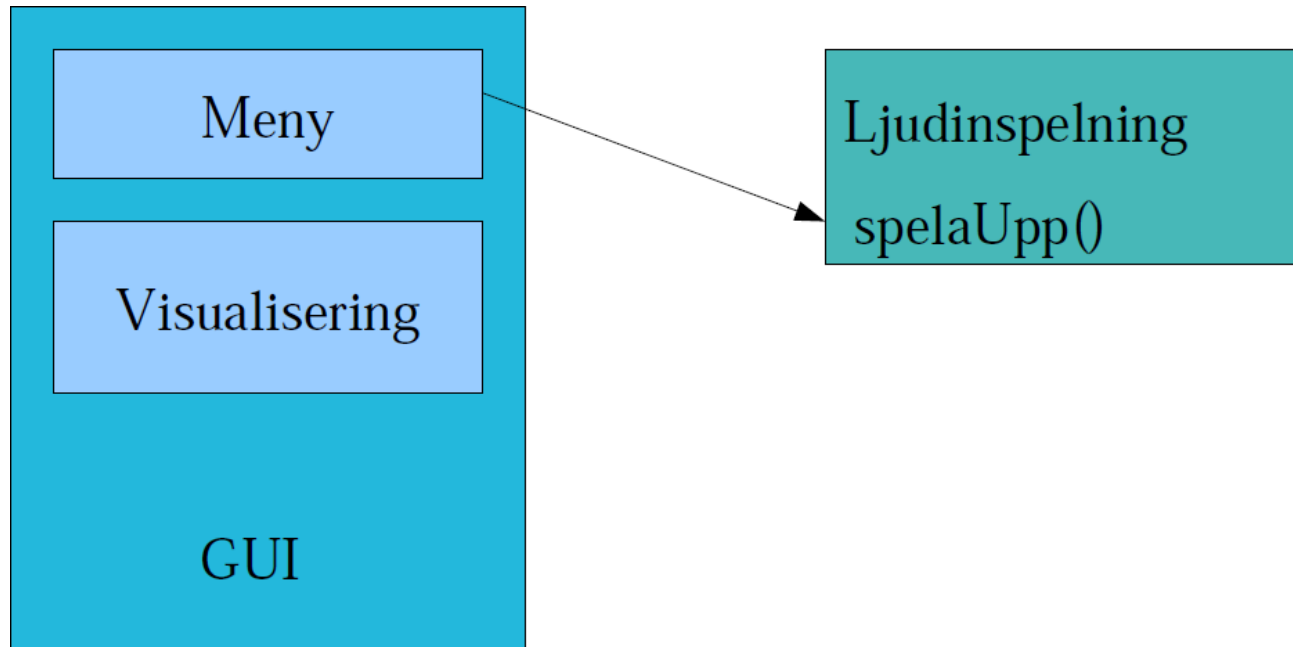 Meny
Visualisering
GUI
Ljudinspelning
spelaUpp()